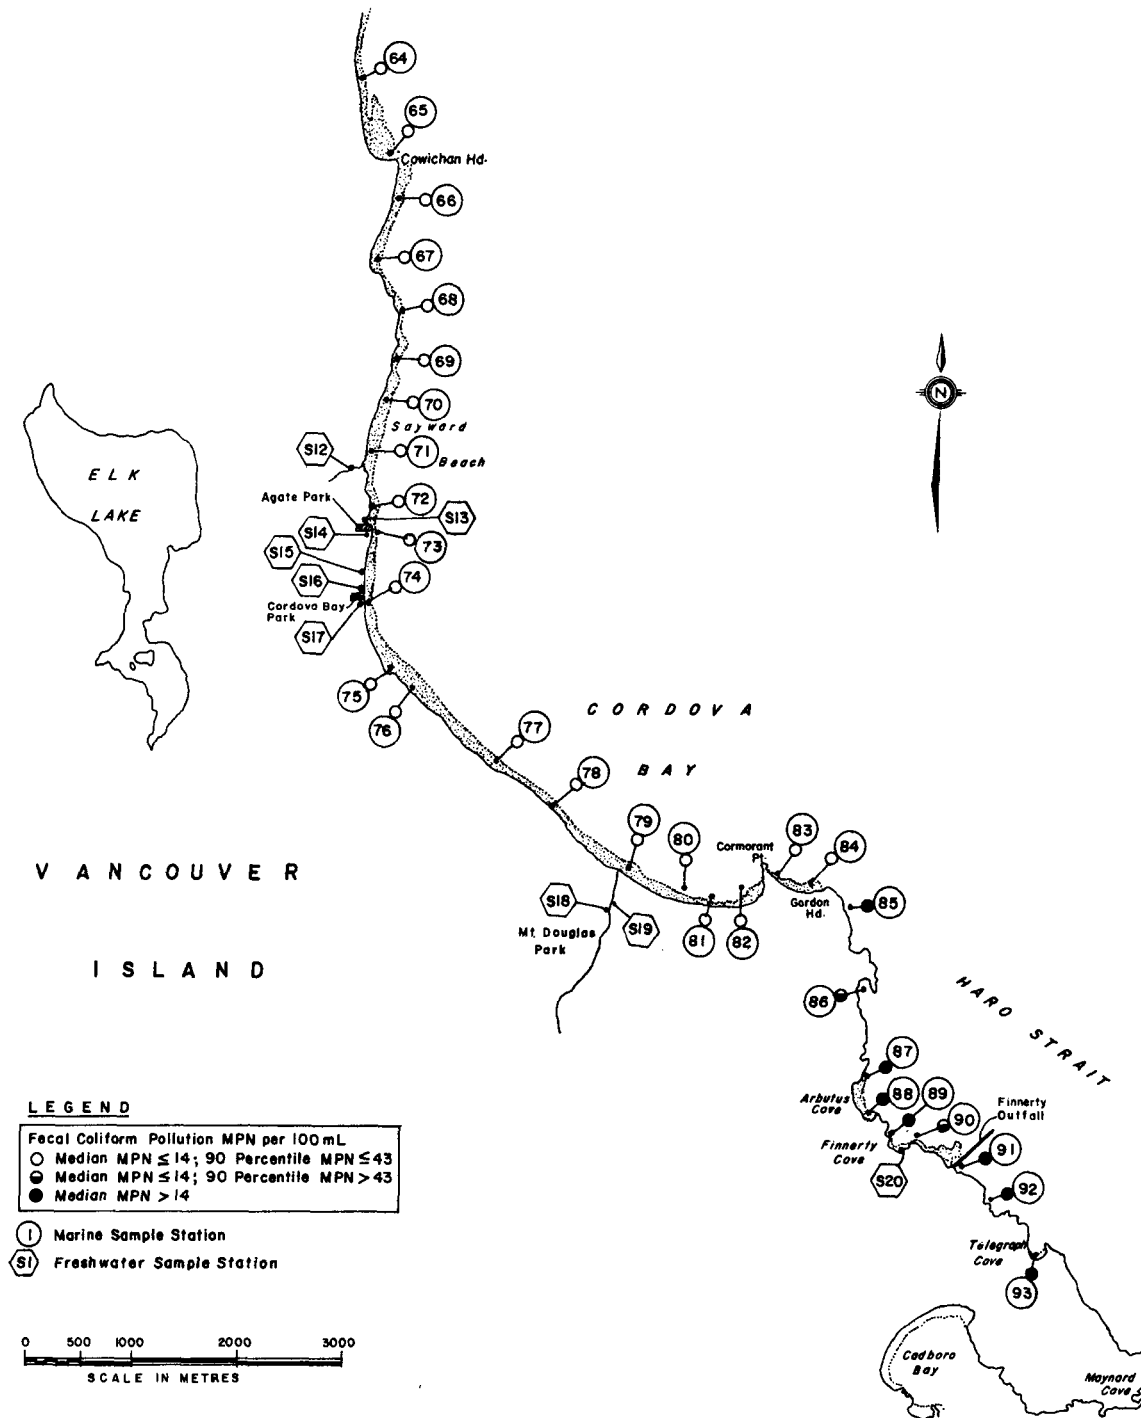 64
65
Cowichan Hd.
66
67
68
69
70
Sayward
Beach
71
S12
ELK
LAKE
Agate Park
72
S13
S14
73
S15
S16
74
Cordova Bay
Park
S17
75
76
N
CORDOVA
BAY
77
78
79
80
Cormorant
Pt.
83
84
Gordon
Hd.
85
VANCOUVER
ISLAND
S18
S19
Mt. Douglas
Park
81
82
86
HARO STRAIT
87
Arbutus
Cove
88
89
90
Finnerty
Outfall
Finnerty
Cove
S20
91
92
Telegraph
Cove
93
Cadboro
Bay
Maynard
Cove
LEGEND
Fecal Coliform Pollution MPN per 100mL
Median MPN ≤ 14; 90 Percentile MPN ≤ 43
Median MPN ≤ 14; 90 Percentile MPN > 43
Median MPN > 14
1 Marine Sample Station
S1 Freshwater Sample Station
0 500 1000 2000 3000
SCALE IN METRES